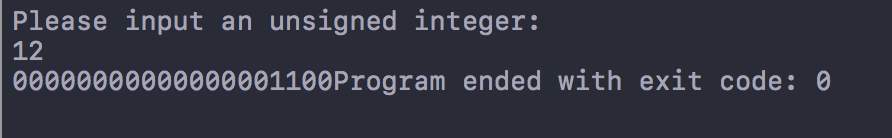 Please input an unsigned integer:
12
00000000000000001100Program ended with exit code: 0